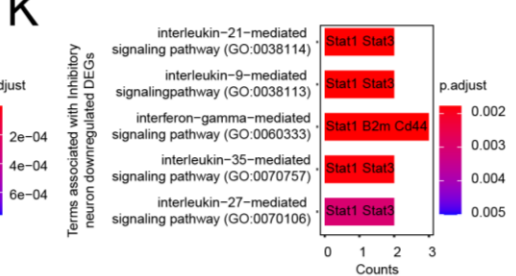 K
djust
2e−04
4e−04
6e−04
Terms associated with Inhibitory
neuron downregulated DEGs
interleukin−21−mediated
signaling pathway (GO:0038114)
Stat1 Stat3
interleukin−9−mediated
signalingpathway (GO:0038113)
Stat1 Stat3
interferon−gamma−mediated
signaling pathway (GO:0060333)
Stat1 B2m Cd44
interleukin−35−mediated
signaling pathway (GO:0070757)
Stat1 Stat3
interleukin−27−mediated
signaling pathway (GO:0070106)
Stat1 Stat3
0 1 2 3
Counts
p.adjust
0.002
0.003
0.004
0.005